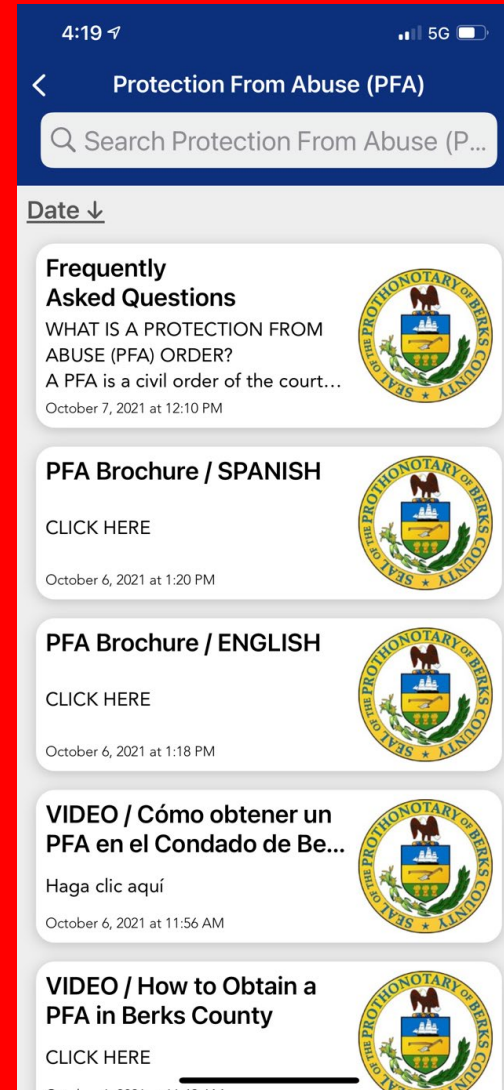 4:19
5G
Protection From Abuse (PFA)
Search Protection From Abuse (P...
Date ↓
Frequently
Asked Questions
WHAT IS A PROTECTION FROM
ABUSE (PFA) ORDER?
A PFA is a civil order of the court...
October 7, 2021 at 12:10 PM
SEAL OF THE PROTHONOTARY OF BERKS COUNTY
PFA Brochure / SPANISH
CLICK HERE
October 6, 2021 at 1:20 PM
SEAL OF THE PROTHONOTARY OF BERKS COUNTY
PFA Brochure / ENGLISH
CLICK HERE
October 6, 2021 at 1:18 PM
SEAL OF THE PROTHONOTARY OF BERKS COUNTY
VIDEO / Cómo obtener un
PFA en el Condado de Be...
Haga clic aquí
October 6, 2021 at 11:56 AM
SEAL OF THE PROTHONOTARY OF BERKS COUNTY
VIDEO / How to Obtain a
PFA in Berks County
CLICK HERE
THE PROTHONOTARY OF BERKS